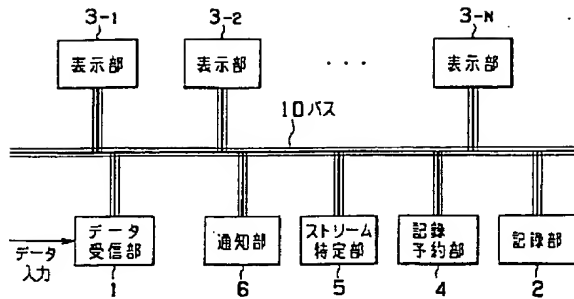 3-1
3-2
3-N
表示部
表示部
・・・
表示部
10バス
データ
受信部
通知部
ストリーム
特定部
記録
予約部
記録部
データ
入力
1
6
5
4
2